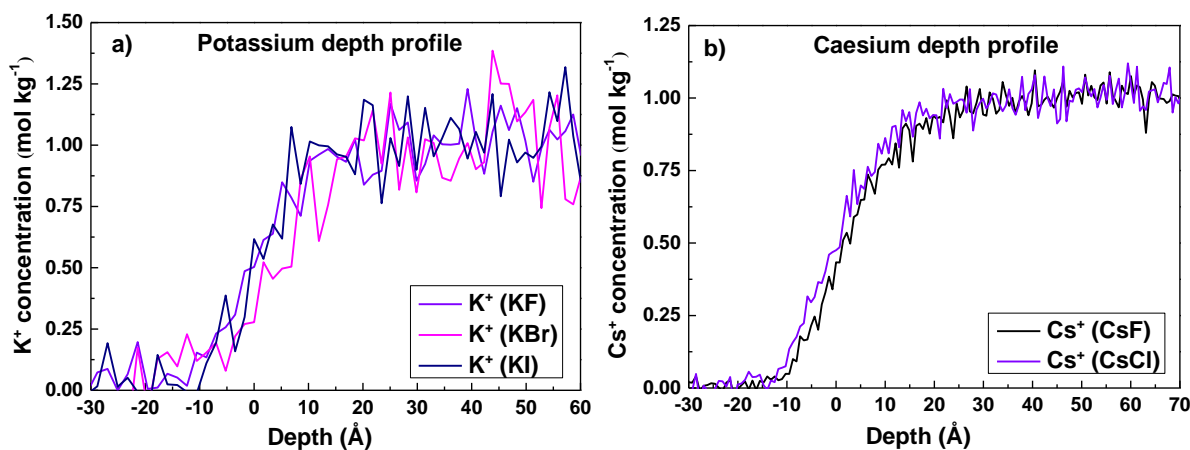 a) Potassium depth profile
K⁺ concentration (mol kg⁻¹)
1.50
1.25
1.00
0.75
0.50
0.25
0.00
K⁺ (KF)
K⁺ (KBr)
K⁺ (KI)
-30 -20 -10 0 10 20 30 40 50 60
Depth (Å)
b) Caesium depth profile
Cs⁺ concentration (mol kg⁻¹)
1.25
1.00
0.75
0.50
0.25
0.00
Cs⁺ (CsF)
Cs⁺ (CsCl)
-30 -20 -10 0 10 20 30 40 50 60 70
Depth (Å)